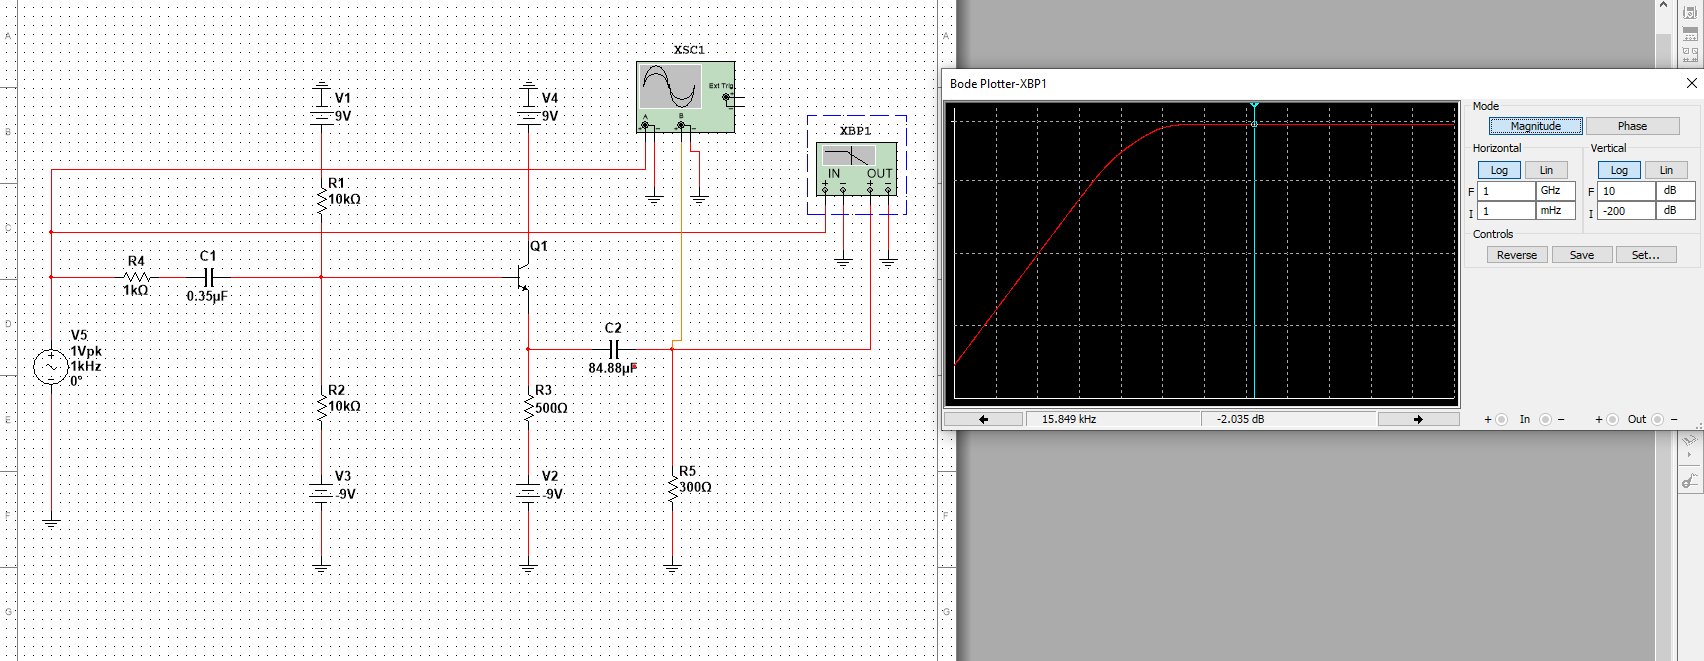 XSC1
Ext Trig
A
B
V1
9V
V4
9V
XBP1
IN OUT
R1
10kΩ
Q1
R4
1kΩ
C1
0.35µF
V5
1Vpk
1kHz
0°
C2
84.88µF
R2
10kΩ
R3
500Ω
V3
-9V
V2
-9V
R5
300Ω
A
B
C
D
E
F
G
A
B
C
D
E
F
G
Bode Plotter-XBP1
Mode
Magnitude Phase
Horizontal Vertical
Log Lin Log Lin
F 1 GHz F 10 dB
I 1 mHz I -200 dB
Controls
Reverse Save Set...
15.849 kHz -2.035 dB
+ In − + Out −